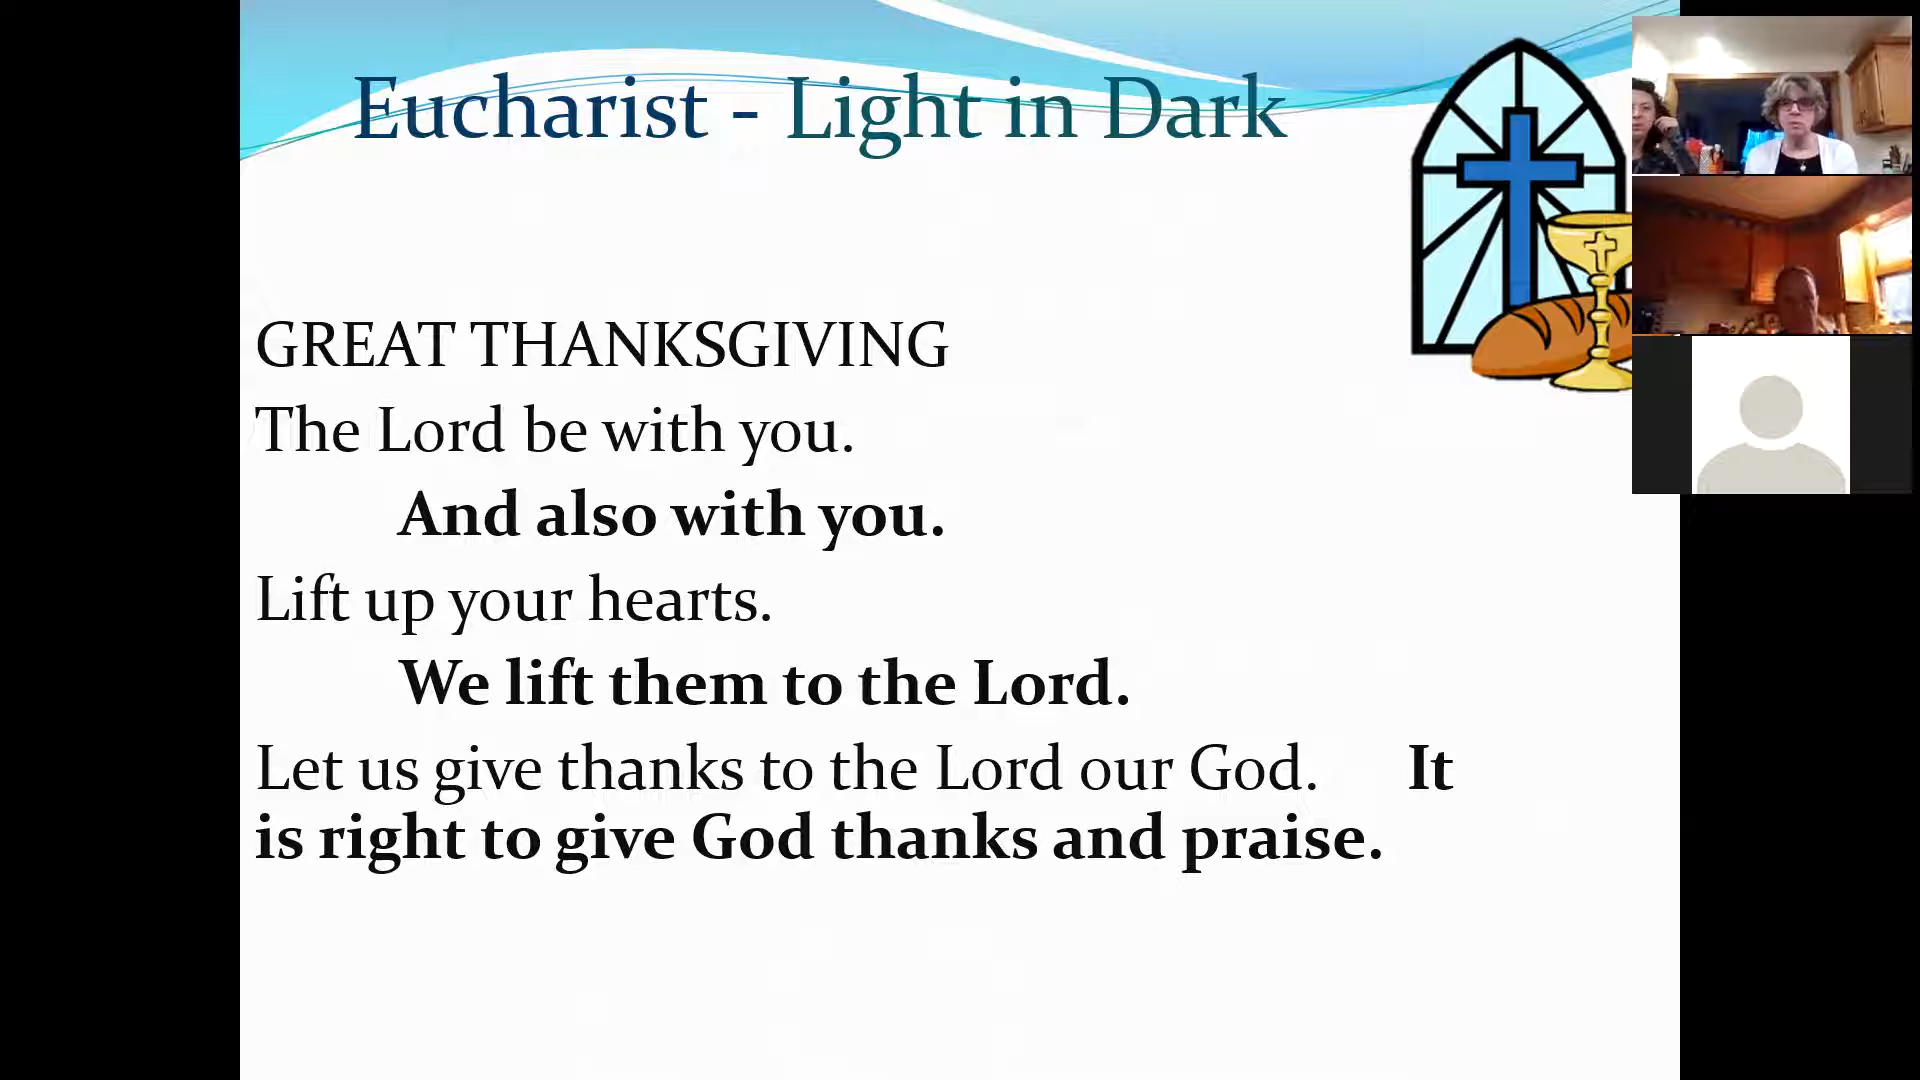 Eucharist - Light in Dark
GREAT THANKSGIVING
The Lord be with you.
And also with you.
Lift up your hearts.
We lift them to the Lord.
Let us give thanks to the Lord our God. It
is right to give God thanks and praise.